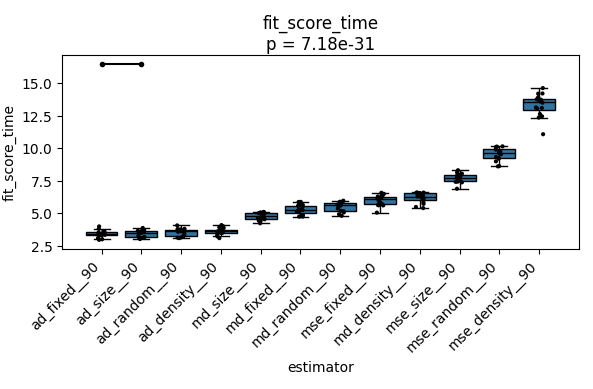 fit_score_time
p = 7.18e-31
fit_score_time
15.0
12.5
10.0
7.5
5.0
2.5
ad_fixed__90
ad_size__90
ad_random__90
ad_density__90
md_size__90
md_fixed__90
md_random__90
mse_fixed__90
md_density__90
mse_size__90
mse_random__90
mse_density__90
estimator